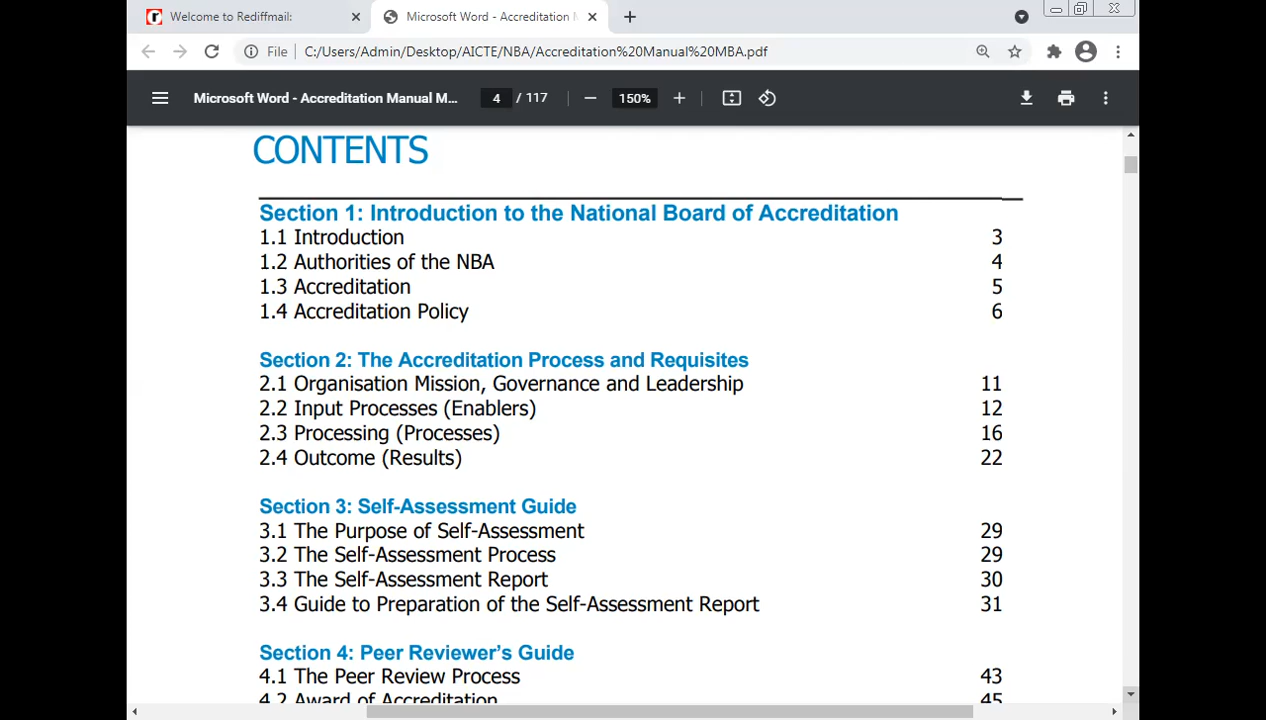 Welcome to Rediffmail:
Microsoft Word - Accreditation M
File
C:/Users/Admin/Desktop/AICTE/NBA/Accreditation%20Manual%20MBA.pdf
Microsoft Word - Accreditation Manual M...
4 / 117
150%
CONTENTS
Section 1: Introduction to the National Board of Accreditation
1.1 Introduction 3
1.2 Authorities of the NBA 4
1.3 Accreditation 5
1.4 Accreditation Policy 6
Section 2: The Accreditation Process and Requisites
2.1 Organisation Mission, Governance and Leadership 11
2.2 Input Processes (Enablers) 12
2.3 Processing (Processes) 16
2.4 Outcome (Results) 22
Section 3: Self-Assessment Guide
3.1 The Purpose of Self-Assessment 29
3.2 The Self-Assessment Process 29
3.3 The Self-Assessment Report 30
3.4 Guide to Preparation of the Self-Assessment Report 31
Section 4: Peer Reviewer's Guide
4.1 The Peer Review Process 43
4.2 Award of Accreditation 45